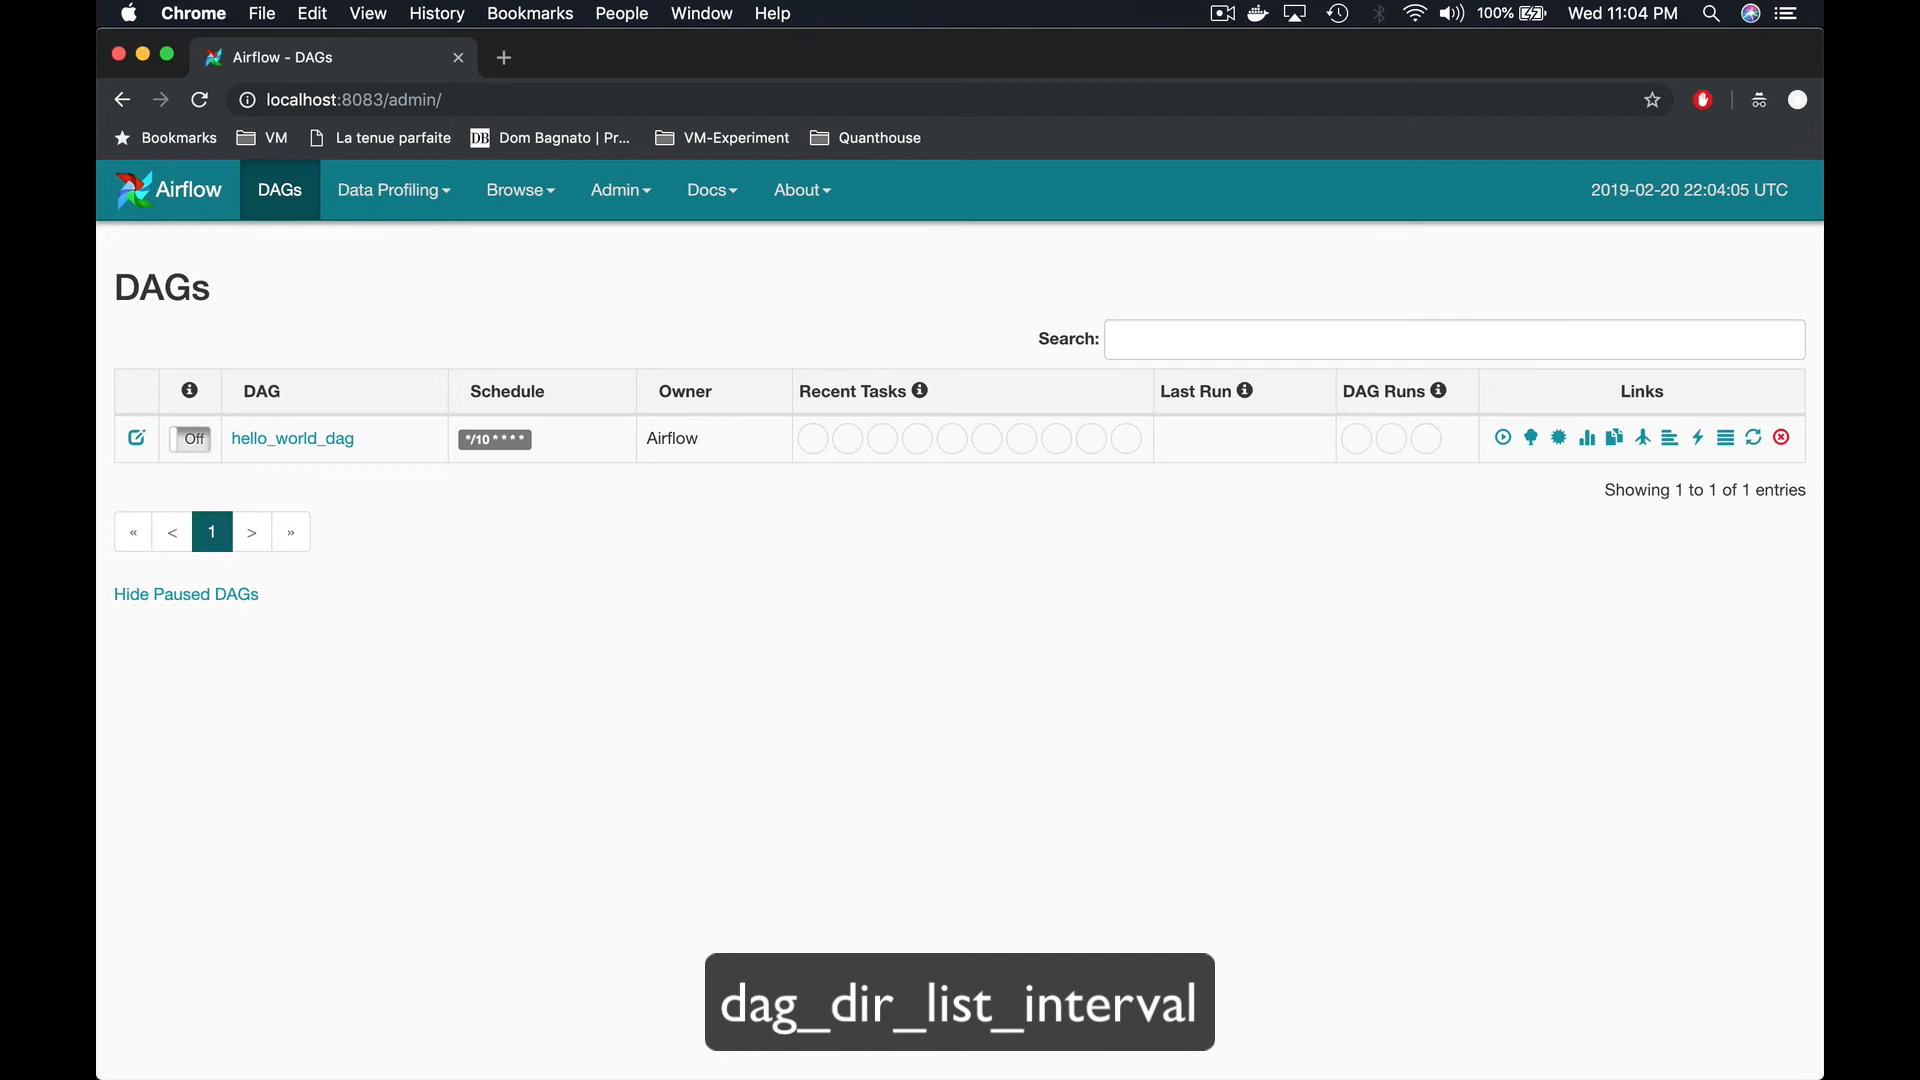 Chrome File Edit View History Bookmarks People Window Help 100% Wed 11:04 PM
Airflow - DAGs
localhost:8083/admin/
Bookmarks VM La tenue parfaite DB Dom Bagnato | Pr... VM-Experiment Quanthouse
Airflow DAGs Data Profiling Browse Admin Docs About 2019-02-20 22:04:05 UTC
DAGs
Search:
DAG Schedule Owner Recent Tasks Last Run DAG Runs Links
Off hello_world_dag */10 * * * * Airflow
Showing 1 to 1 of 1 entries
« < 1 > »
Hide Paused DAGs
dag_dir_list_interval